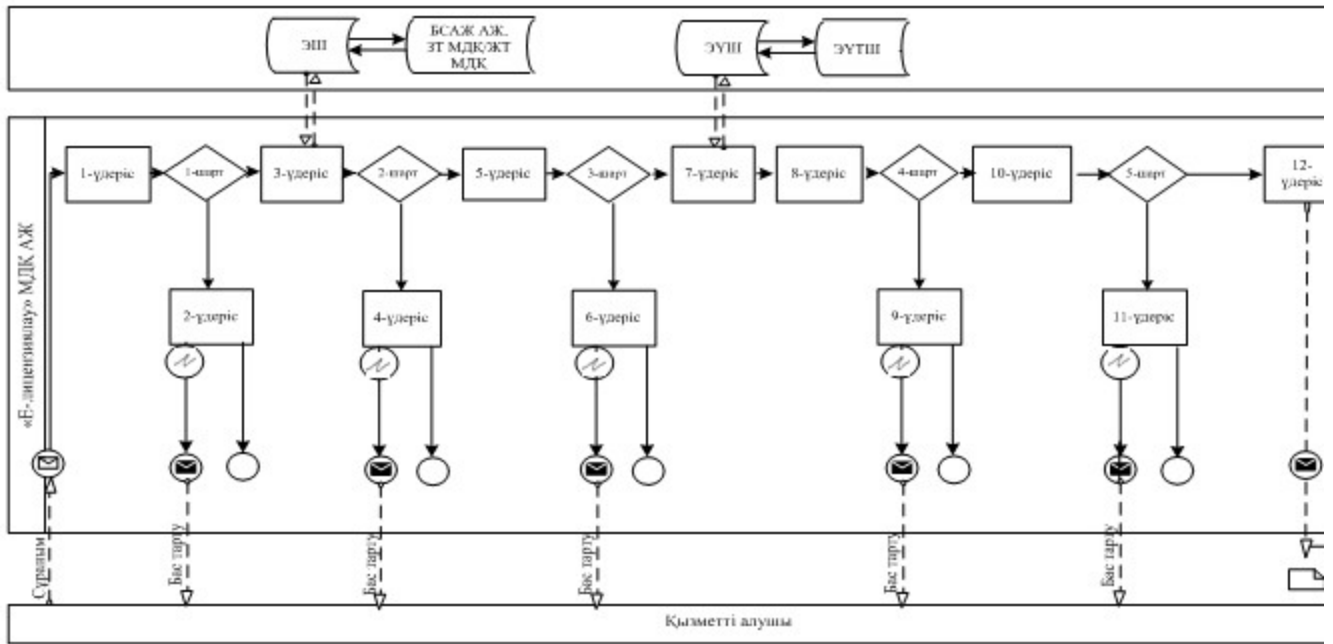 ЭШ
БСАЖ АЖ.
ЗТ МДҚ/ЖТ
МДҚ
ЭҮШ
ЭҮТШ
«Е-лицензиялау» МДҚ АЖ
1-үдеріс
1-шарт
3-үдеріс
2-шарт
5-үдеріс
3-шарт
7-үдеріс
8-үдеріс
4-шарт
10-үдеріс
5-шарт
12-
үдеріс
2-үдеріс
4-үдеріс
6-үдеріс
9-үдеріс
11-үдеріс
Сұраным
Бас тарту
Бас тарту
Бас тарту
Бас тарту
Бас тарту
Қызметті алушы